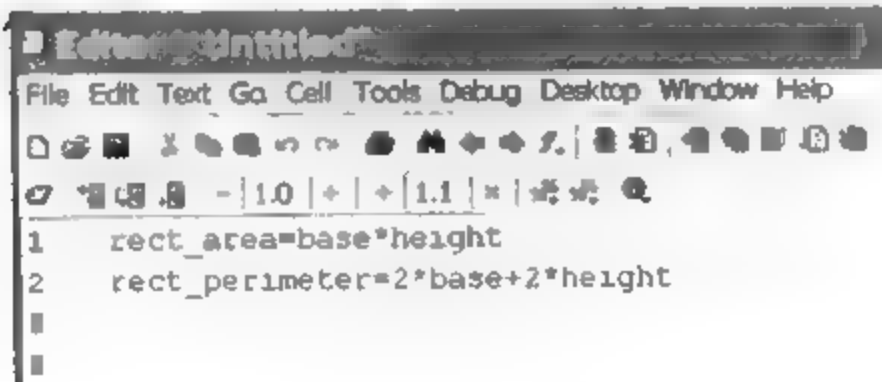 Editor - Untitled
File Edit Text Go Cell Tools Debug Desktop Window Help
- 1.0 + ÷ 1.1 ×
1 rect_area=base*height
2 rect_perimeter=2*base+2*height